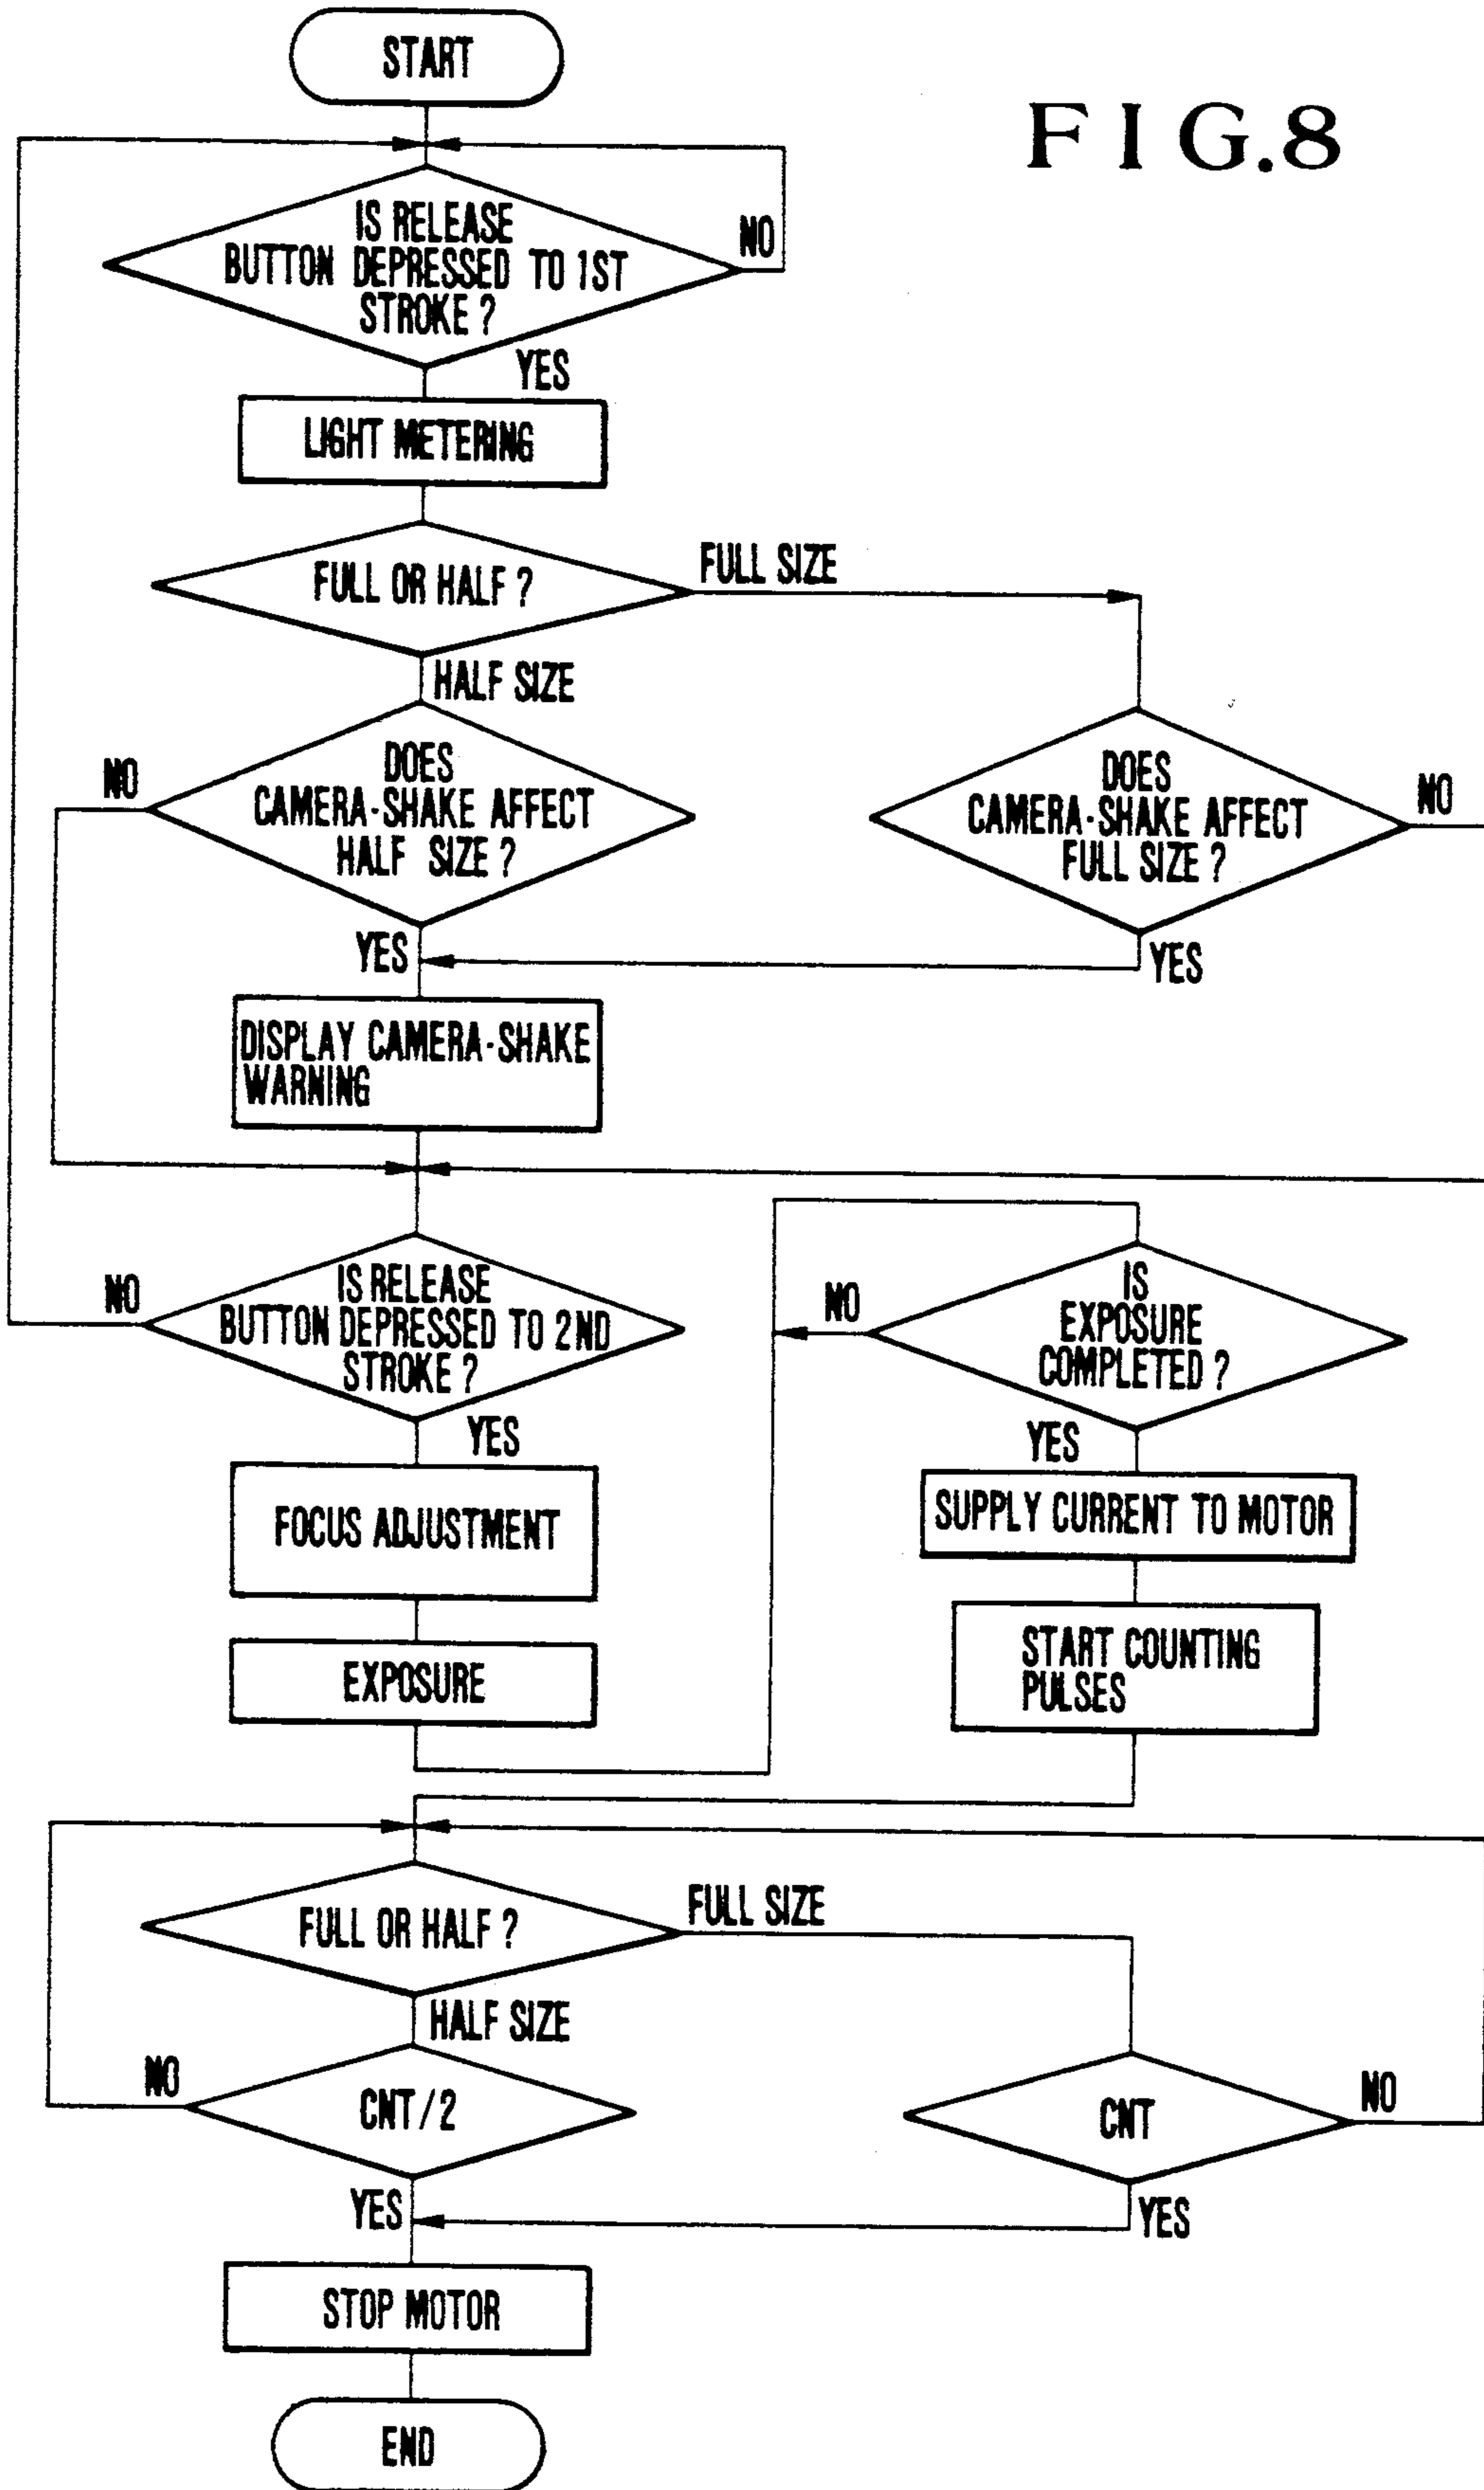 START
FIG.8
IS RELEASE
BUTTON DEPRESSED TO 1ST
STROKE ?
NO
YES
LIGHT METERING
FULL OR HALF ?
FULL SIZE
HALF SIZE
DOES
CAMERA-SHAKE AFFECT
HALF SIZE ?
NO
YES
DOES
CAMERA-SHAKE AFFECT
FULL SIZE ?
NO
YES
DISPLAY CAMERA-SHAKE
WARNING
IS RELEASE
BUTTON DEPRESSED TO 2ND
STROKE ?
NO
YES
FOCUS ADJUSTMENT
EXPOSURE
IS
EXPOSURE
COMPLETED ?
NO
YES
SUPPLY CURRENT TO MOTOR
START COUNTING
PULSES
FULL OR HALF ?
FULL SIZE
HALF SIZE
CNT/2
NO
YES
CNT
NO
YES
STOP MOTOR
END